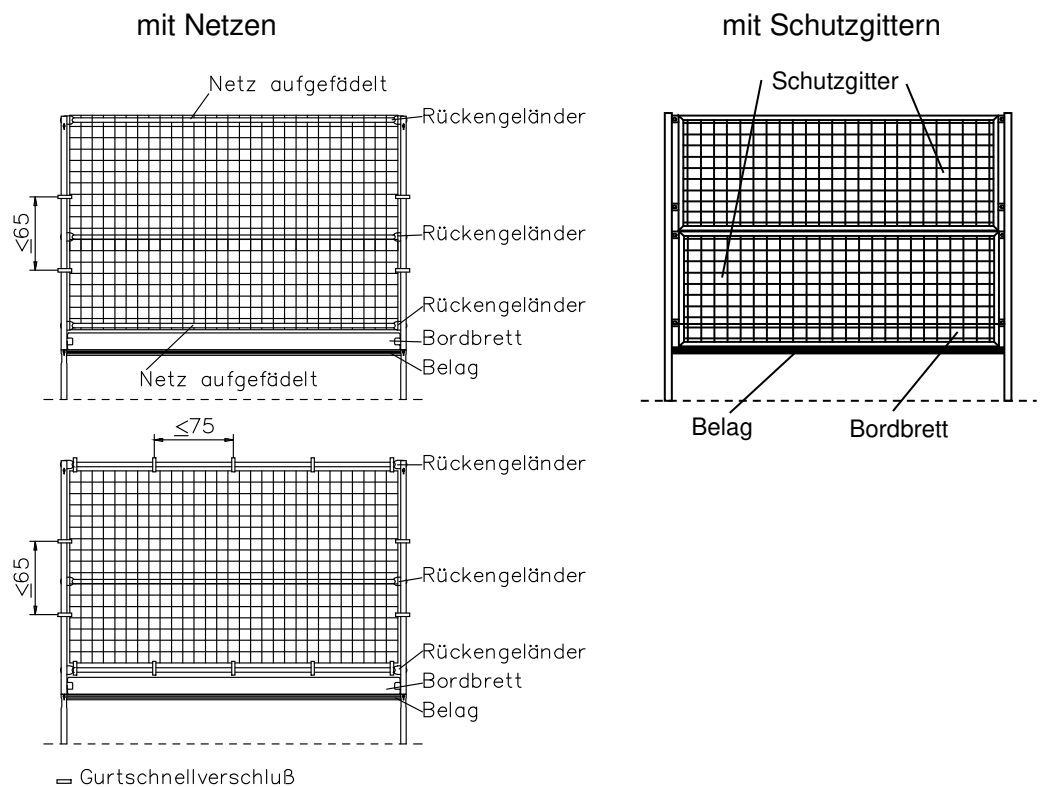 mit Netzen
Netz aufgefädelt
Rückengeländer
≤65
Rückengeländer
Rückengeländer
Bordbrett
Belag
Netz aufgefädelt
≤75
Rückengeländer
≤65
Rückengeländer
Rückengeländer
Bordbrett
Belag
Gurtschnellverschluß
mit Schutzgittern
Schutzgitter
Belag
Bordbrett